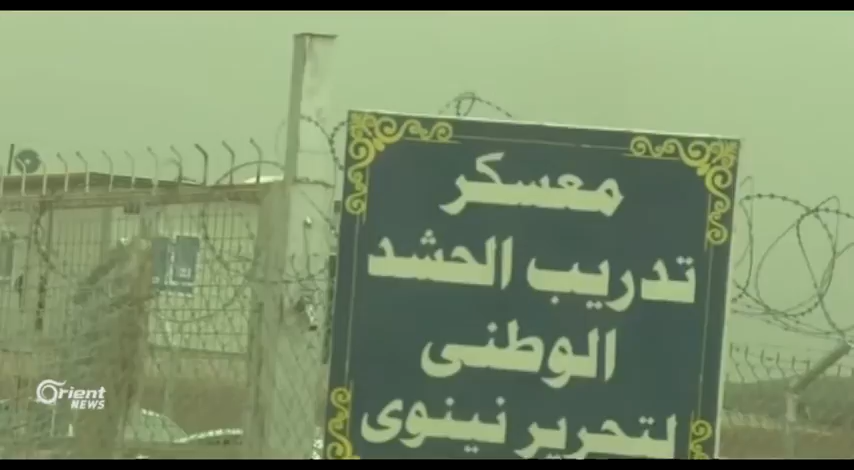 معسكر
تدريب الحشد
الوطنى
لتحرير نينوى
Orient
NEWS